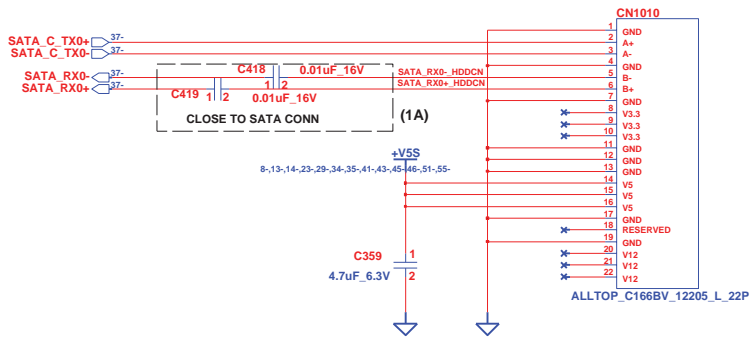 CN1010
1 GND
SATA_C_TX0+ 37- 2 A+
SATA_C_TX0- 37- 3 A-
4 GND
SATA_RX0- 37- C418 0.01uF_16V SATA_RX0-_HDDCN 5 B-
SATA_RX0+ 37- 1 2 SATA_RX0+_HDDCN 6 B+
C419 1 2 0.01uF_16V 7 GND
CLOSE TO SATA CONN (1A)
8 V3.3
9 V3.3
10 V3.3
11 GND
+V5S
12 GND
8-,13-,14-,23-,29-,34-,35-,41-,43-,45-46-,51-,55-
13 GND
14 V5
15 V5
16 V5
17 GND
18 RESERVED
19 GND
C359 1
20 V12
4.7uF_6.3V 2
21 V12
22 V12
ALLTOP_C166BV_12205_L_22P